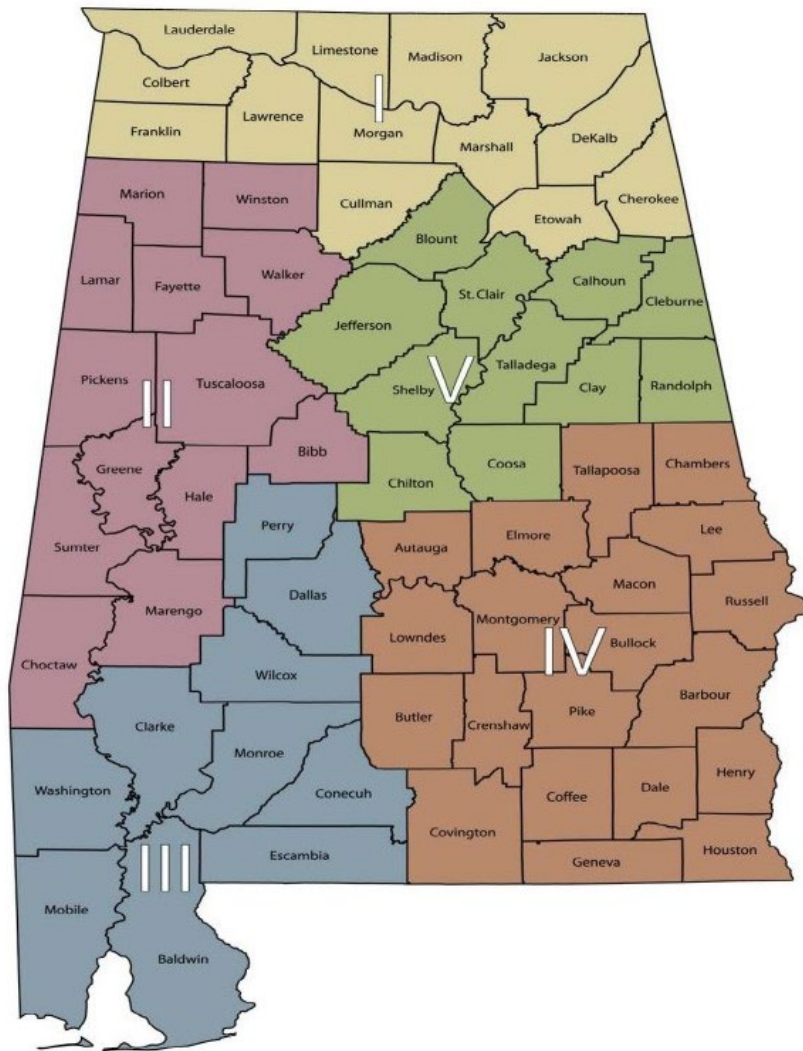 Lauderdale
Limestone
Madison
Jackson
Colbert
I
Lawrence
Franklin
Morgan
Marshall
DeKalb
Cherokee
Cullman
Etowah
Marion
Winston
Blount
Walker
Lamar
Fayette
St. Clair
Calhoun
Cleburne
Jefferson
Pickens
II
Tuscaloosa
Shelby
V
Talladega
Clay
Randolph
Bibb
Greene
Hale
Chilton
Coosa
Tallapoosa
Chambers
Perry
Sumter
Autauga
Elmore
Lee
Dallas
Macon
Marengo
Russell
Lowndes
Montgomery
Bullock
IV
Choctaw
Wilcox
Barbour
Clarke
Butler
Crenshaw
Pike
Monroe
Washington
Conecuh
Coffee
Dale
Henry
Covington
Escambia
Geneva
Houston
III
Mobile
Baldwin